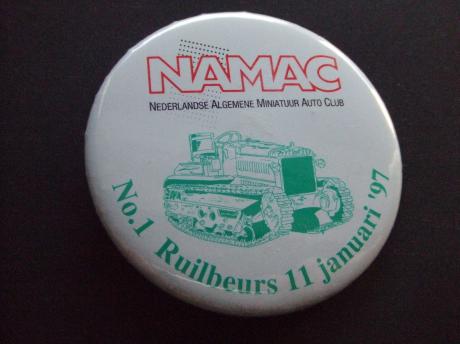 NAMAC
NEDERLANDSE ALGEMENE MINIATUUR AUTO CLUB
No.1 Ruilbeurs 11 januari '97